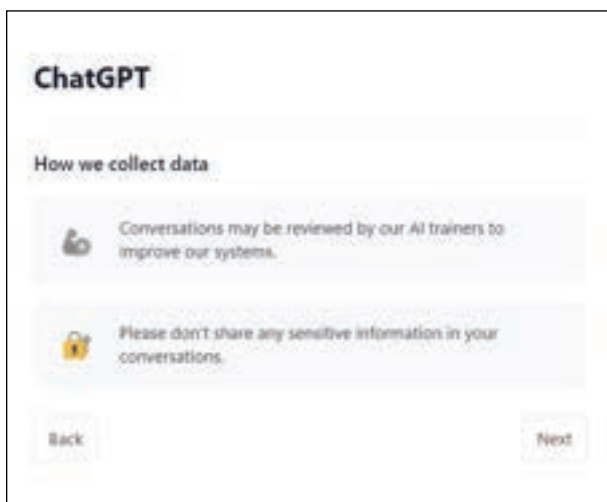 ChatGPT
How we collect data
Conversations may be reviewed by our AI trainers to
improve our systems.
Please don't share any sensitive information in your
conversations.
Back
Next